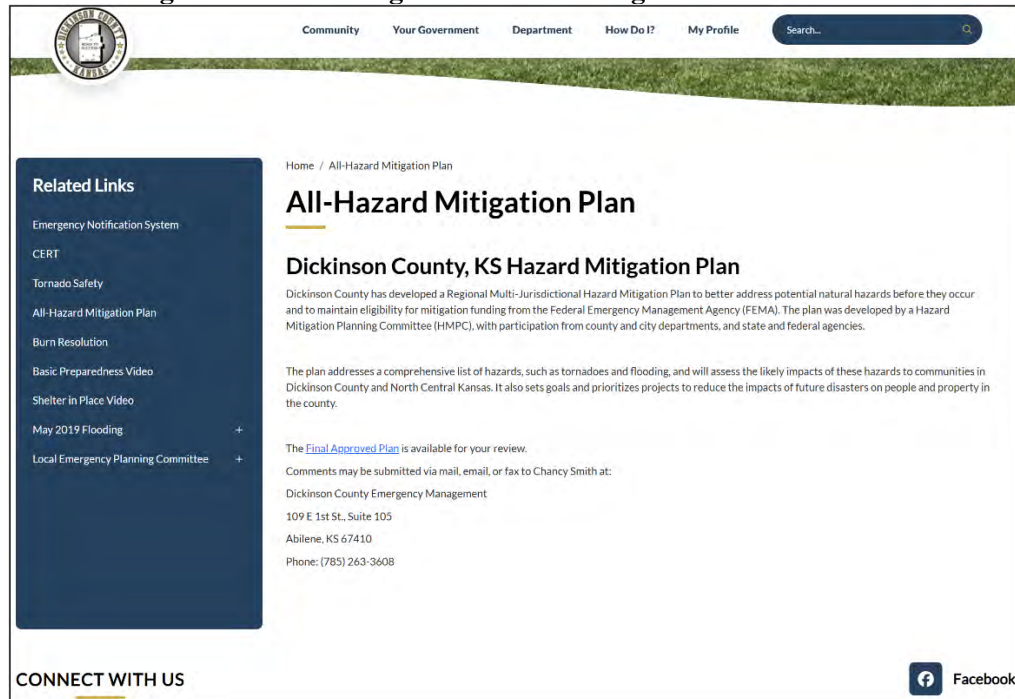 Community Your Government Department How Do I? My Profile Search...
DICKINSON COUNTY
KANSAS
Related Links
Emergency Notification System
CERT
Tornado Safety
All-Hazard Mitigation Plan
Burn Resolution
Basic Preparedness Video
Shelter in Place Video
May 2019 Flooding +
Local Emergency Planning Committee +
Home / All-Hazard Mitigation Plan
All-Hazard Mitigation Plan
Dickinson County, KS Hazard Mitigation Plan
Dickinson County has developed a Regional Multi-Jurisdictional Hazard Mitigation Plan to better address potential natural hazards before they occur
and to maintain eligibility for mitigation funding from the Federal Emergency Management Agency (FEMA). The plan was developed by a Hazard
Mitigation Planning Committee (HMPC), with participation from county and city departments, and state and federal agencies.
The plan addresses a comprehensive list of hazards, such as tornadoes and flooding, and will assess the likely impacts of these hazards to communities in
Dickinson County and North Central Kansas. It also sets goals and prioritizes projects to reduce the impacts of future disasters on people and property in
the county.
The Final Approved Plan is available for your review.
Comments may be submitted via mail, email, or fax to Chancy Smith at:
Dickinson County Emergency Management
109 E 1st St., Suite 105
Abilene, KS 67410
Phone: (785) 263-3608
CONNECT WITH US
Facebook